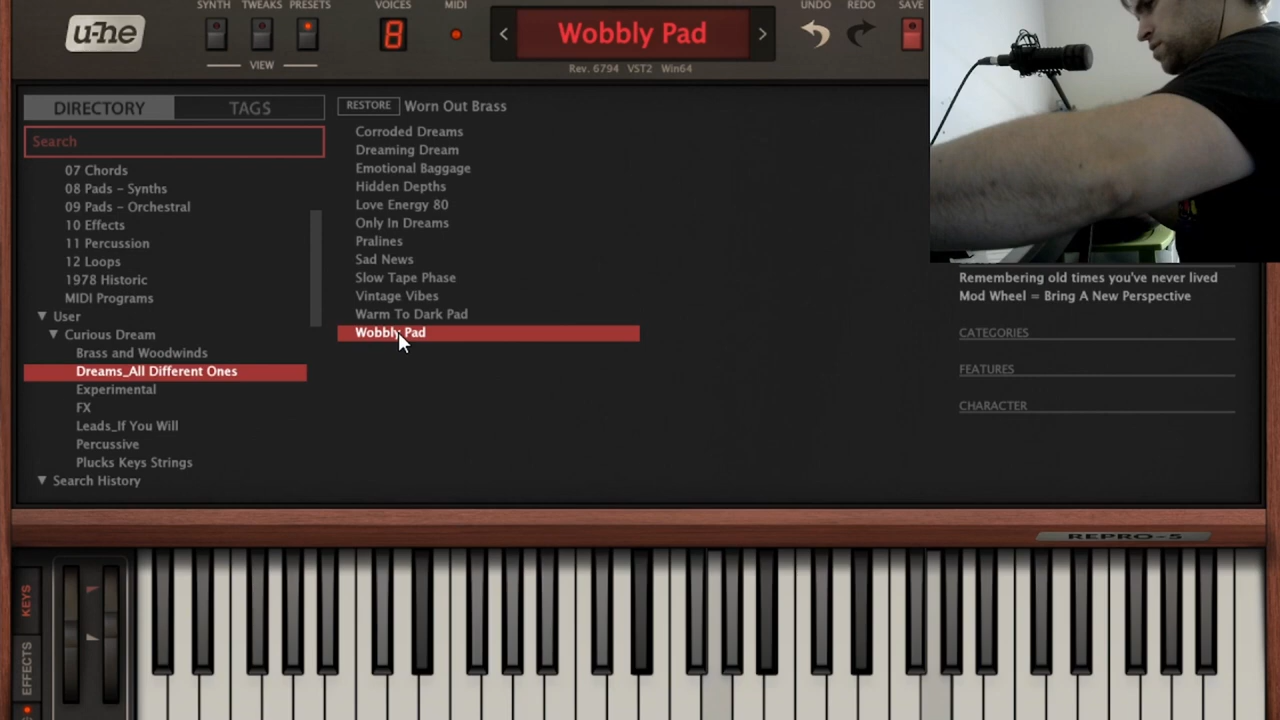 SYNTH TWEAKS PRESETS VOICES MIDI UNDO REDO SAVE
u-he
8
Wobbly Pad
VIEW
Rev. 6794 VST2 Win64
DIRECTORY TAGS
RESTORE Worn Out Brass
Search
07 Chords
08 Pads - Synths
09 Pads - Orchestral
10 Effects
11 Percussion
12 Loops
1978 Historic
MIDI Programs
User
Curious Dream
Brass and Woodwinds
Dreams_All Different Ones
Experimental
FX
Leads_If You Will
Percussive
Plucks Keys Strings
Search History
Corroded Dreams
Dreaming Dream
Emotional Baggage
Hidden Depths
Love Energy 80
Only In Dreams
Pralines
Sad News
Slow Tape Phase
Vintage Vibes
Warm To Dark Pad
Wobbly Pad
Remembering old times you've never lived
Mod Wheel = Bring A New Perspective
CATEGORIES
FEATURES
CHARACTER
REPRO-5
KEYS
EFFECTS